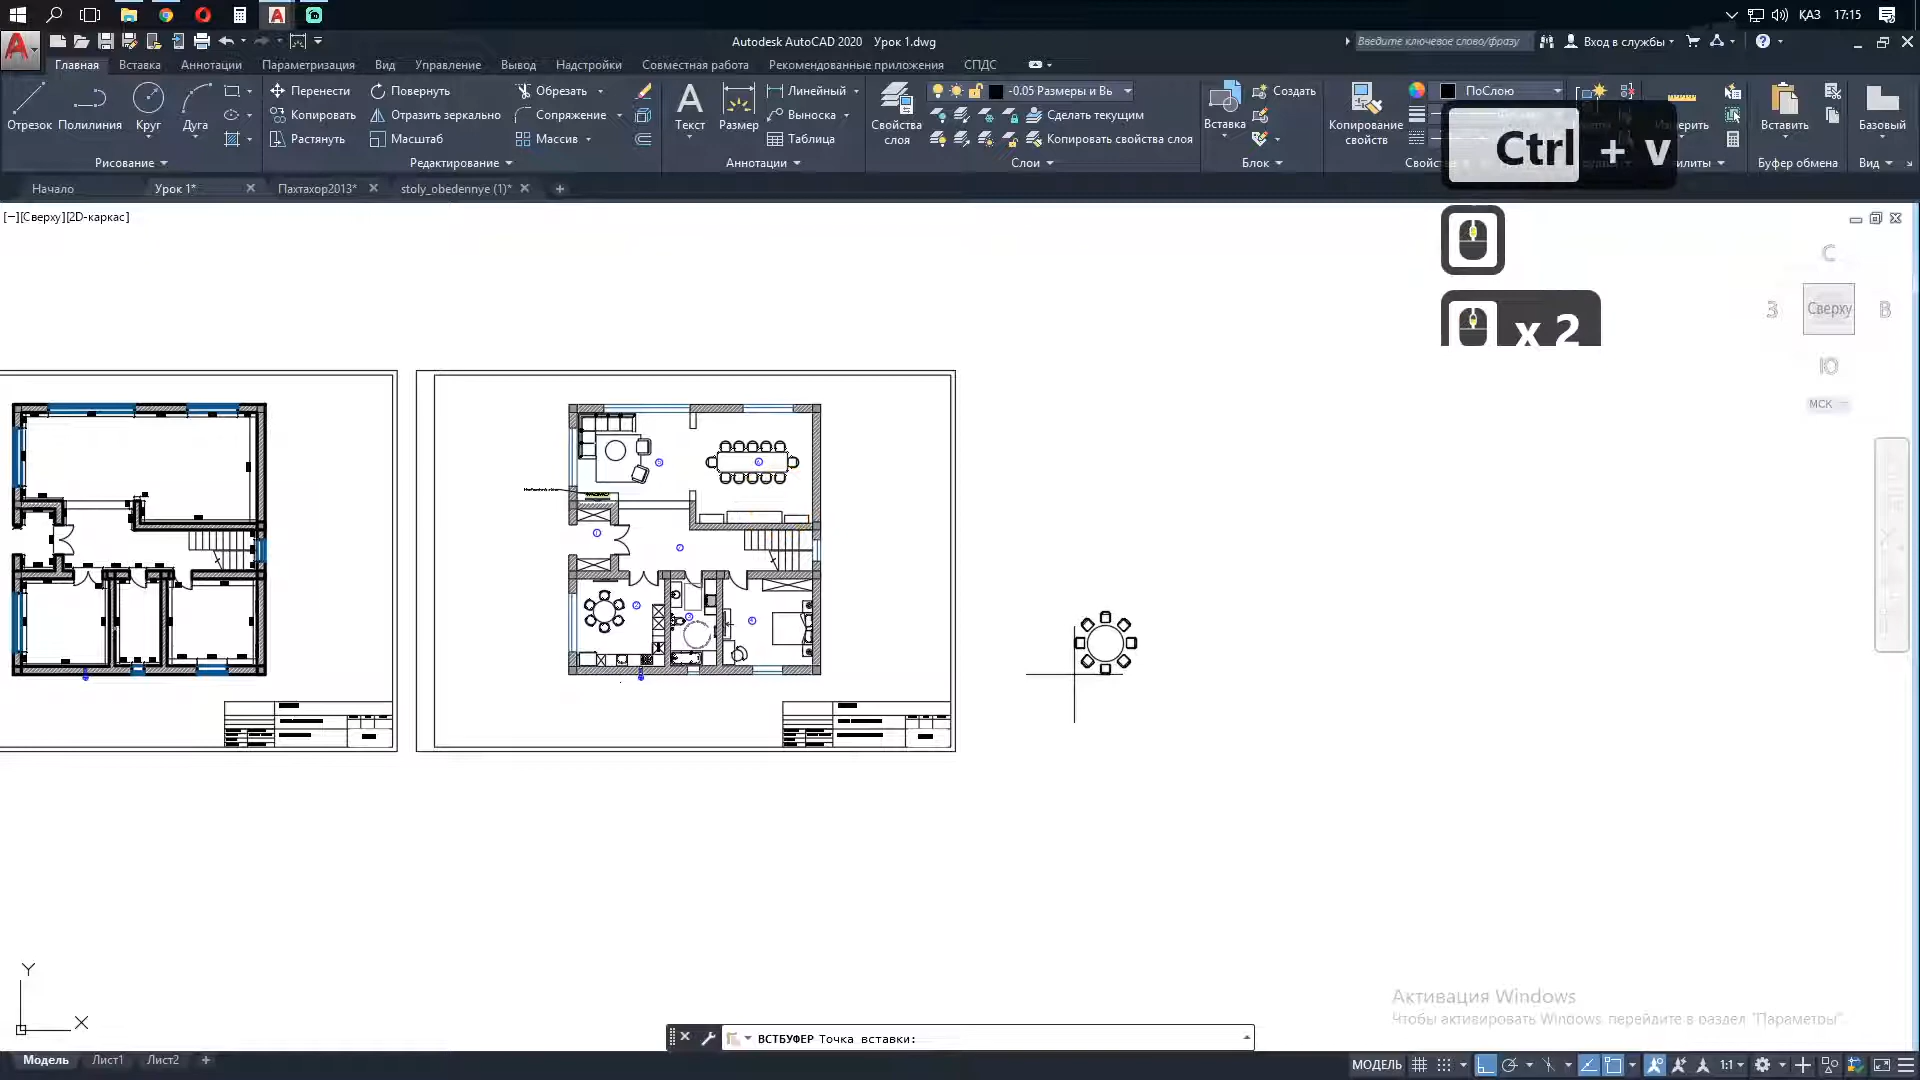 ҚАЗ 17:15
Autodesk AutoCAD 2020 Урок 1.dwg
Введите ключевое слово/фразу
Вход в службы
Главная Вставка Аннотации Параметризация Вид Управление Вывод Надстройки Совместная работа Рекомендованные приложения СПДС
Перенести Повернуть Обрезать Линейный -0.05 Размеры и Вь Создать ПоСлою
Отрезок Полилиния Круг Дуга Копировать Отразить зеркально Сопряжение Текст Размер Выноска Свойства слоя Сделать текущим Вставка Копирование свойств Вставить Базовый
Растянуть Масштаб Массив Таблица Копировать свойства слоя
Рисование Редактирование Аннотации Слои Блок Буфер обмена Вид
Ctrl + v
Начало Урок 1* Пахтахор2013* stoly_obedennye (1)*
[−][Сверху][2D-каркас]
С
З Сверху В
Ю
МСК
x 2
Y
X
Активация Windows
Чтобы активировать Windows, перейдите в раздел "Параметры".
ВСТБУФЕР Точка вставки:
Модель Лист1 Лист2 +
МОДЕЛЬ 1:1